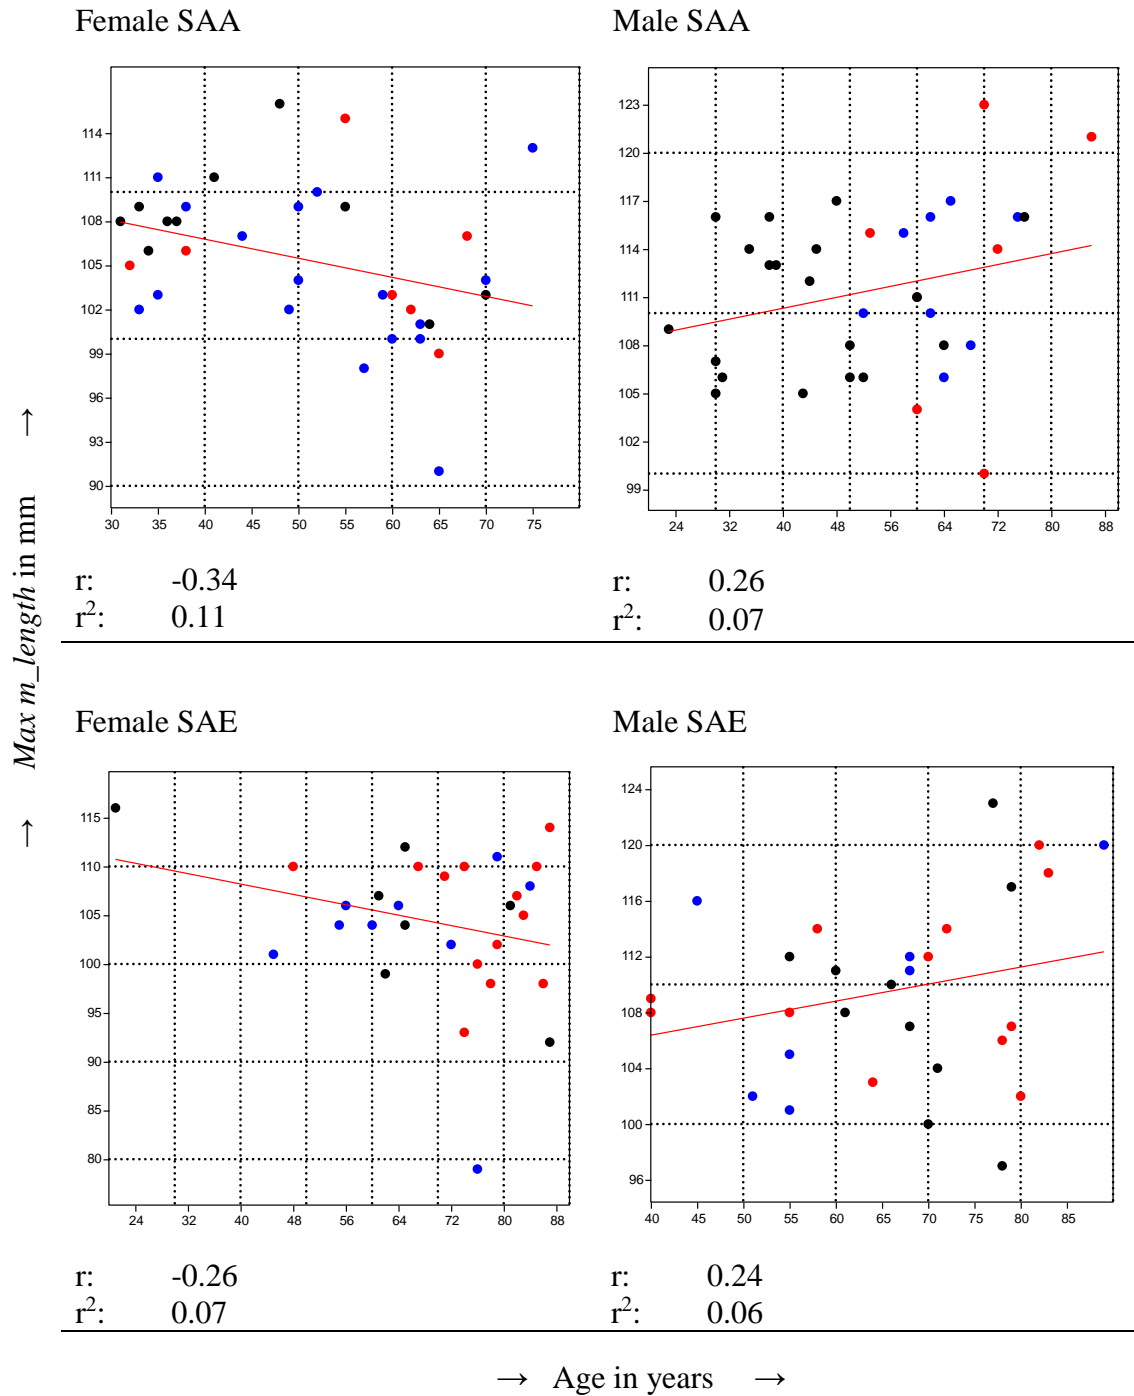 Female SAA
Male SAA
114
111
108
105
102
99
96
93
90
30 35 40 45 50 55 60 65 70 75
123
120
117
114
111
108
105
102
99
24 32 40 48 56 64 72 80 88
r: -0.34
r²: 0.11
r: 0.26
r²: 0.07
→ Max m_length in mm →
Female SAE
Male SAE
115
110
105
100
95
90
85
80
24 32 40 48 56 64 72 80 88
124
120
116
112
108
104
100
96
40 45 50 55 60 65 70 75 80 85
r: -0.26
r²: 0.07
r: 0.24
r²: 0.06
→ Age in years →